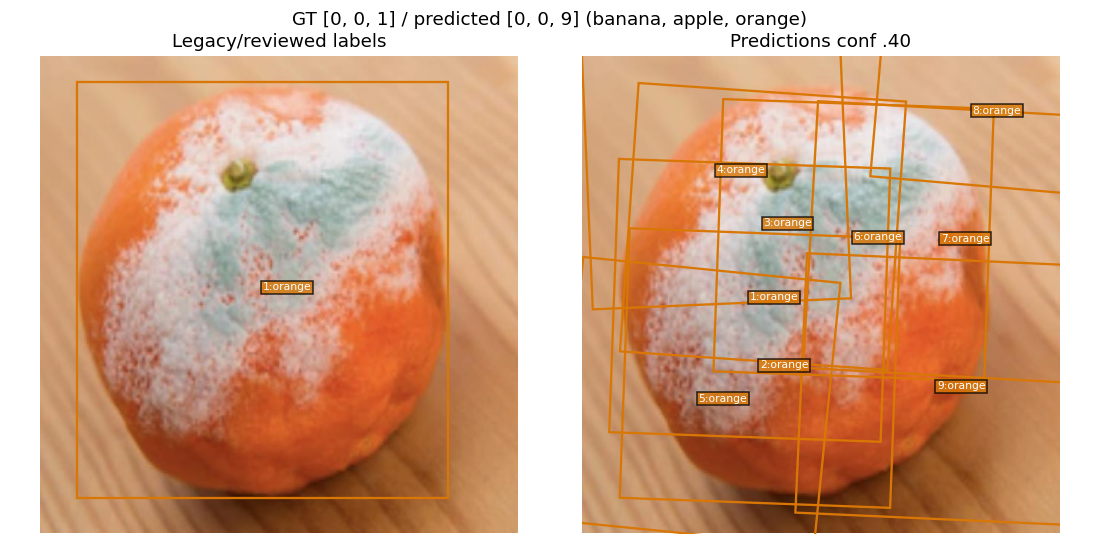 GT [0, 0, 1] / predicted [0, 0, 9] (banana, apple, orange)
Legacy/reviewed labels
Predictions conf .40
1:orange
8:orange
4:orange
3:orange
6:orange
7:orange
1:orange
2:orange
9:orange
5:orange